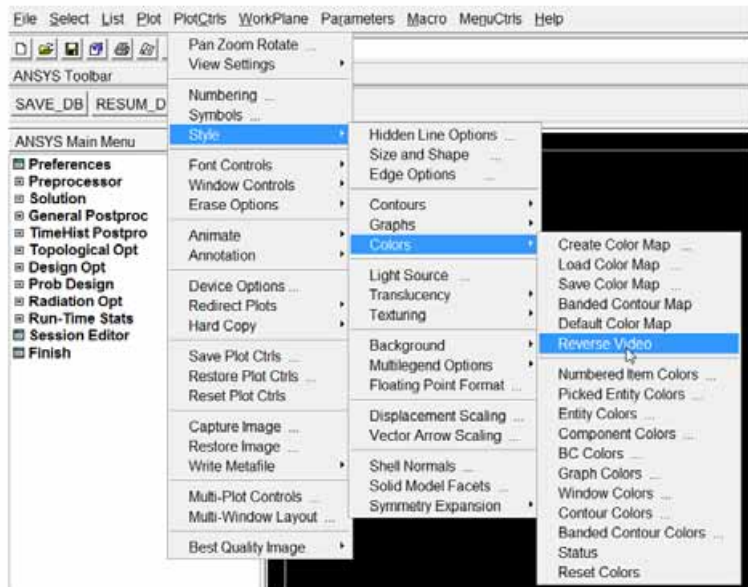 File Select List Plot PlotCtrls WorkPlane Parameters Macro MenuCtrls Help
ANSYS Toolbar
SAVE_DB RESUM_D
ANSYS Main Menu
Preferences
Preprocessor
Solution
General Postproc
TimeHist Postpro
Topological Opt
Design Opt
Prob Design
Radiation Opt
Run-Time Stats
Session Editor
Finish
Pan Zoom Rotate ...
View Settings
Numbering ...
Symbols ...
Style
Font Controls
Window Controls
Erase Options
Animate
Annotation
Device Options ...
Redirect Plots
Hard Copy
Save Plot Ctrls ...
Restore Plot Ctrls ...
Reset Plot Ctrls
Capture Image ...
Restore Image ...
Write Metafile
Multi-Plot Controls ...
Multi-Window Layout ...
Best Quality Image
Hidden Line Options ...
Size and Shape ...
Edge Options ...
Contours
Graphs
Colors
Light Source ...
Translucency
Texturing
Background
Multilegend Options
Floating Point Format ...
Displacement Scaling ...
Vector Arrow Scaling ...
Shell Normals ...
Solid Model Facets ...
Symmetry Expansion
Create Color Map ...
Load Color Map ...
Save Color Map ...
Banded Contour Map
Default Color Map
Reverse Video
Numbered Item Colors ...
Picked Entity Colors ...
Entity Colors ...
Component Colors ...
BC Colors ...
Graph Colors ...
Window Colors ...
Contour Colors ...
Banded Contour Colors ...
Status
Reset Colors